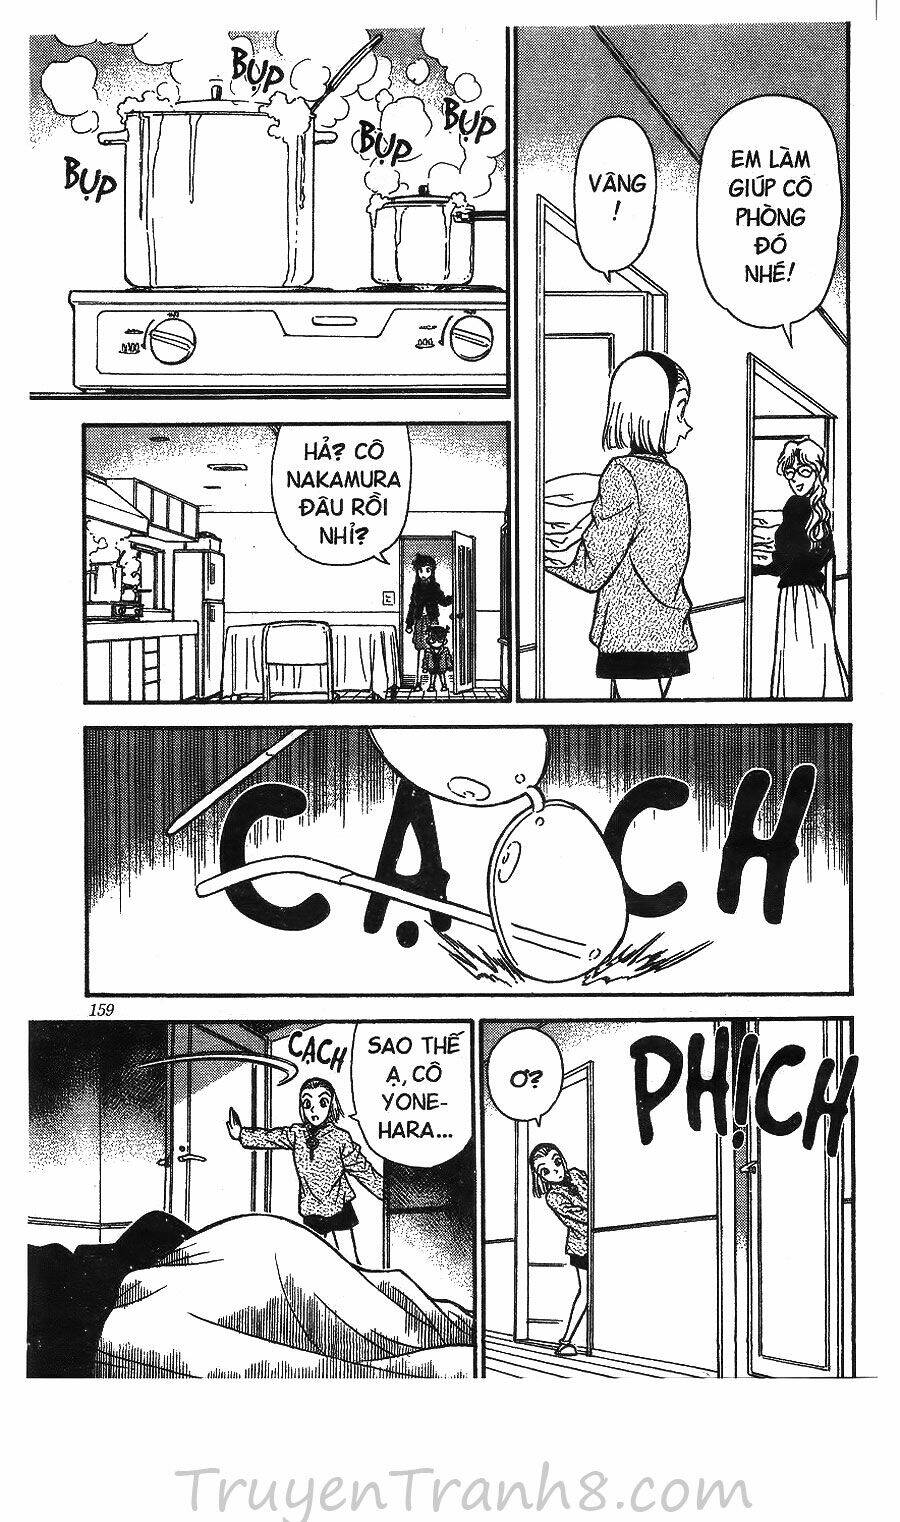 EM LÀM
GIÚP CÔ
PHÒNG
ĐÓ
NHÉ!
VÂNG
!
BỤP
BỤP
BỤP
BỤP
HẢ? CÔ
NAKAMURA
ĐÂU RỒI
NHỈ?
CẠCH
159
PHỊCH
Ơ?
SAO THẾ
Ạ, CÔ
YONE-
HARA...
CẠCH
TruyenTranh8.com